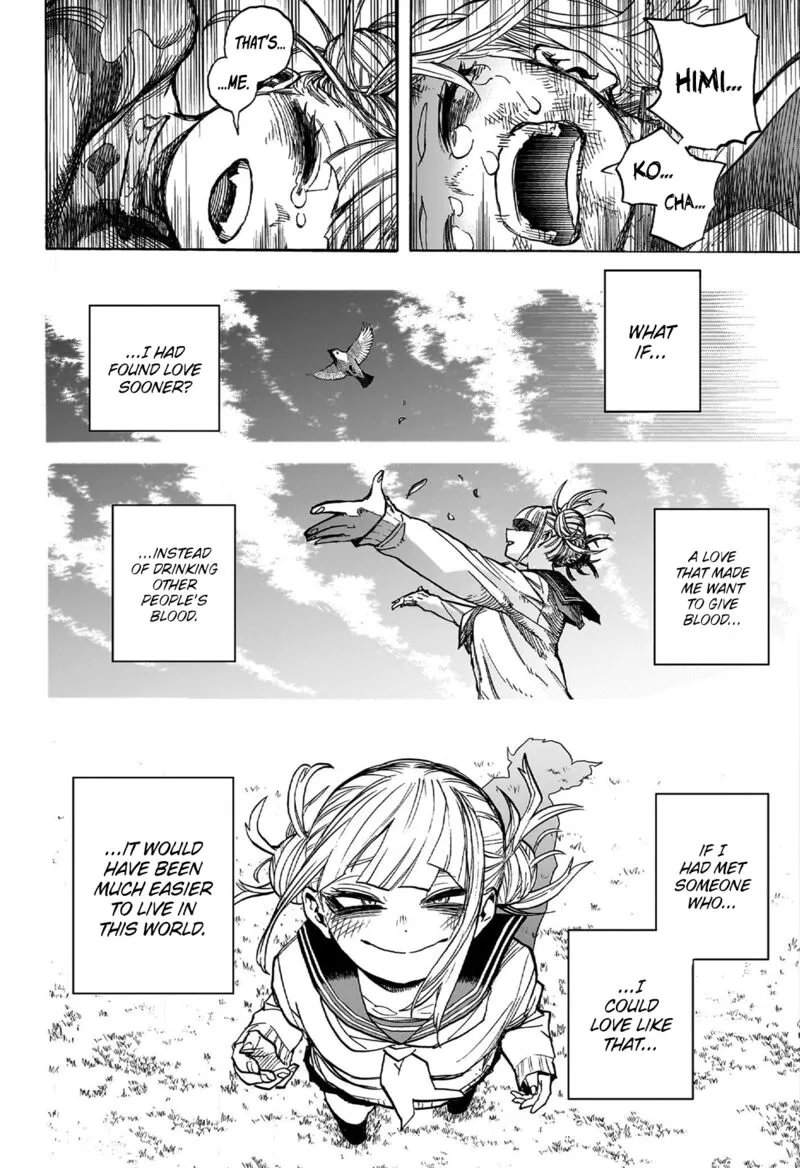 HIMI...
KO...
CHA...
THAT'S...
...ME.
WHAT
IF...
...I HAD
FOUND LOVE
SOONER?
A LOVE
THAT MADE
ME WANT
TO GIVE
BLOOD...
...INSTEAD
OF DRINKING
OTHER
PEOPLE'S
BLOOD.
IF I
HAD MET
SOMEONE
WHO...
...I
COULD
LOVE LIKE
THAT...
...IT WOULD
HAVE BEEN
MUCH EASIER
TO LIVE IN
THIS WORLD.